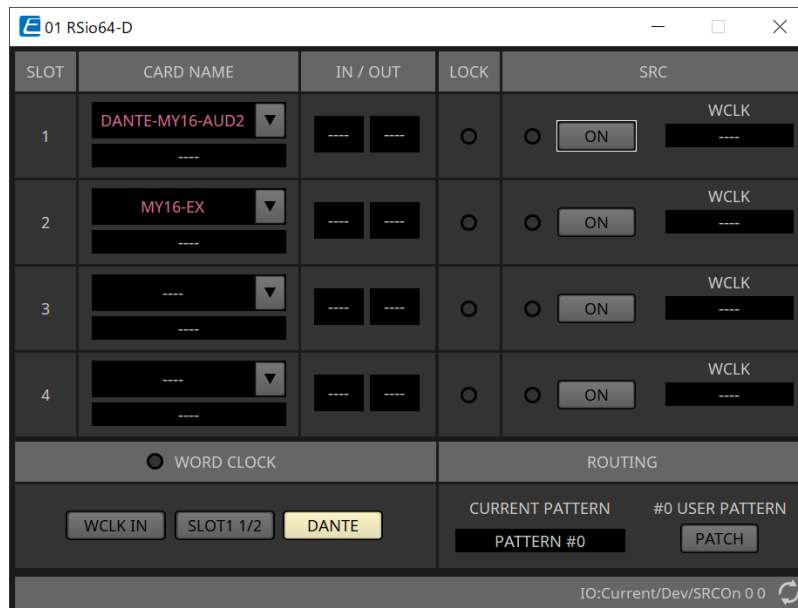 01 RSio64-D
SLOT CARD NAME IN / OUT LOCK SRC
WCLK
1 DANTE-MY16-AUD2 ---- ---- ON ----
----
WCLK
2 MY16-EX ---- ---- ON ----
----
WCLK
3 ---- ---- ---- ON ----
----
WCLK
4 ---- ---- ---- ON ----
----
WORD CLOCK ROUTING
CURRENT PATTERN #0 USER PATTERN
WCLK IN SLOT1 1/2 DANTE PATTERN #0 PATCH
IO:Current/Dev/SRCOn 0 0